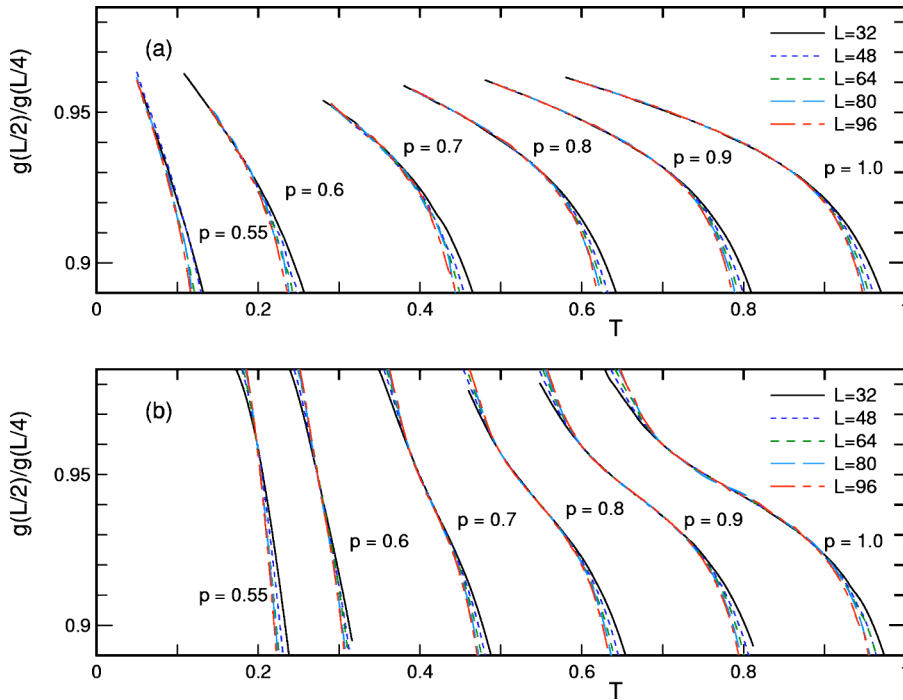 (a)
g(L/2)/g(L/4)
0.95
0.9
L=32
L=48
L=64
L=80
L=96
p = 0.55
p = 0.6
p = 0.7
p = 0.8
p = 0.9
p = 1.0
0 0.2 0.4 0.6 0.8 1
T
(b)
g(L/2)/g(L/4)
0.95
0.9
L=32
L=48
L=64
L=80
L=96
p = 0.55
p = 0.6
p = 0.7
p = 0.8
p = 0.9
p = 1.0
0 0.2 0.4 0.6 0.8 1
T